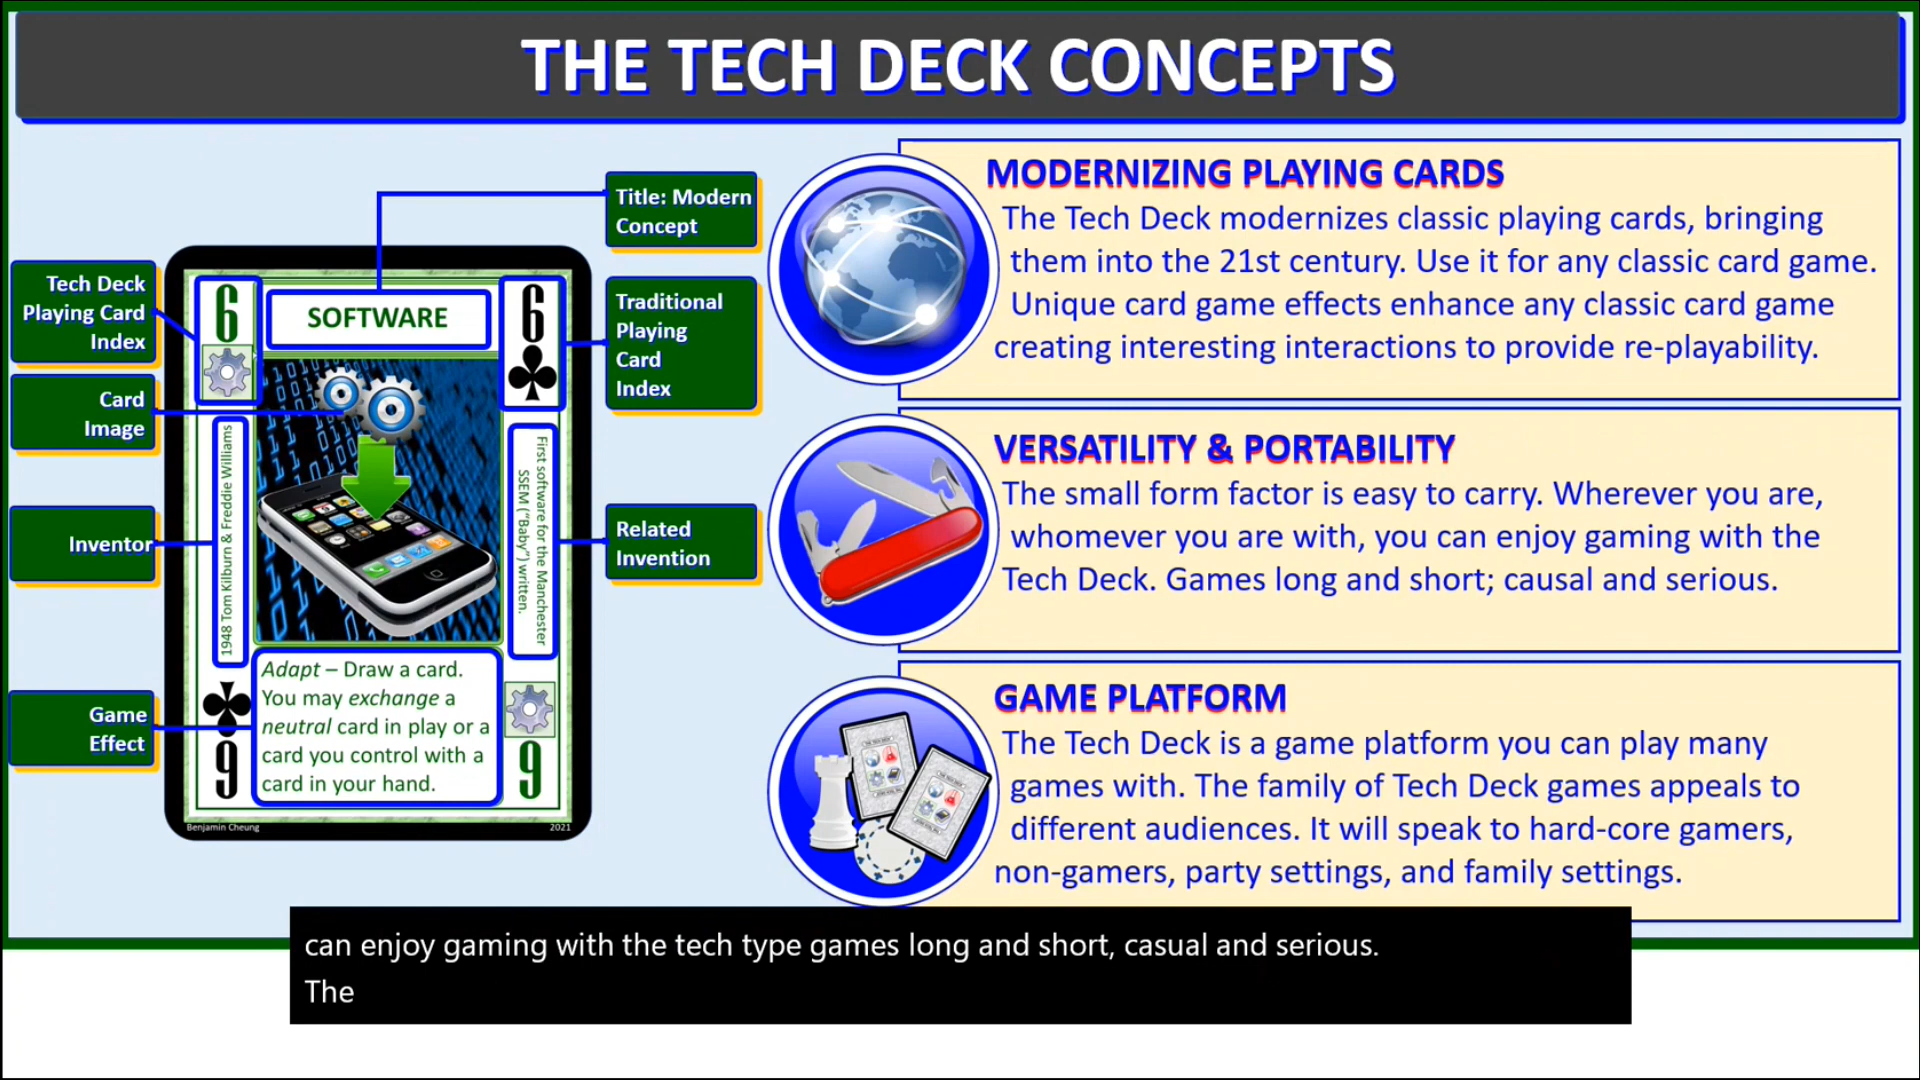 THE TECH DECK CONCEPTS
Title: Modern
Concept
Tech Deck
Playing Card
Index
Traditional
Playing
Card
Index
Card
Image
Inventor
Related
Invention
Game
Effect
6
SOFTWARE
6
1948 Tom Kilburn & Freddie Williams
First software for the Manchester
SSEM ("Baby") written.
Adapt – Draw a card.
You may exchange a
neutral card in play or a
card you control with a
card in your hand.
6
6
Benjamin Cheung
2021
MODERNIZING PLAYING CARDS
The Tech Deck modernizes classic playing cards, bringing
them into the 21st century. Use it for any classic card game.
Unique card game effects enhance any classic card game
creating interesting interactions to provide re-playability.
VERSATILITY & PORTABILITY
The small form factor is easy to carry. Wherever you are,
whomever you are with, you can enjoy gaming with the
Tech Deck. Games long and short; causal and serious.
GAME PLATFORM
The Tech Deck is a game platform you can play many
games with. The family of Tech Deck games appeals to
different audiences. It will speak to hard-core gamers,
non-gamers, party settings, and family settings.
can enjoy gaming with the tech type games long and short, casual and serious.
The